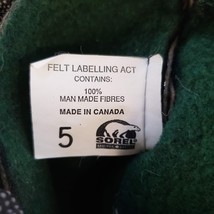 FELT LABELLING ACT
CONTAINS:
100%
MAN MADE FIBRES
MADE IN CANADA
5
SOREL